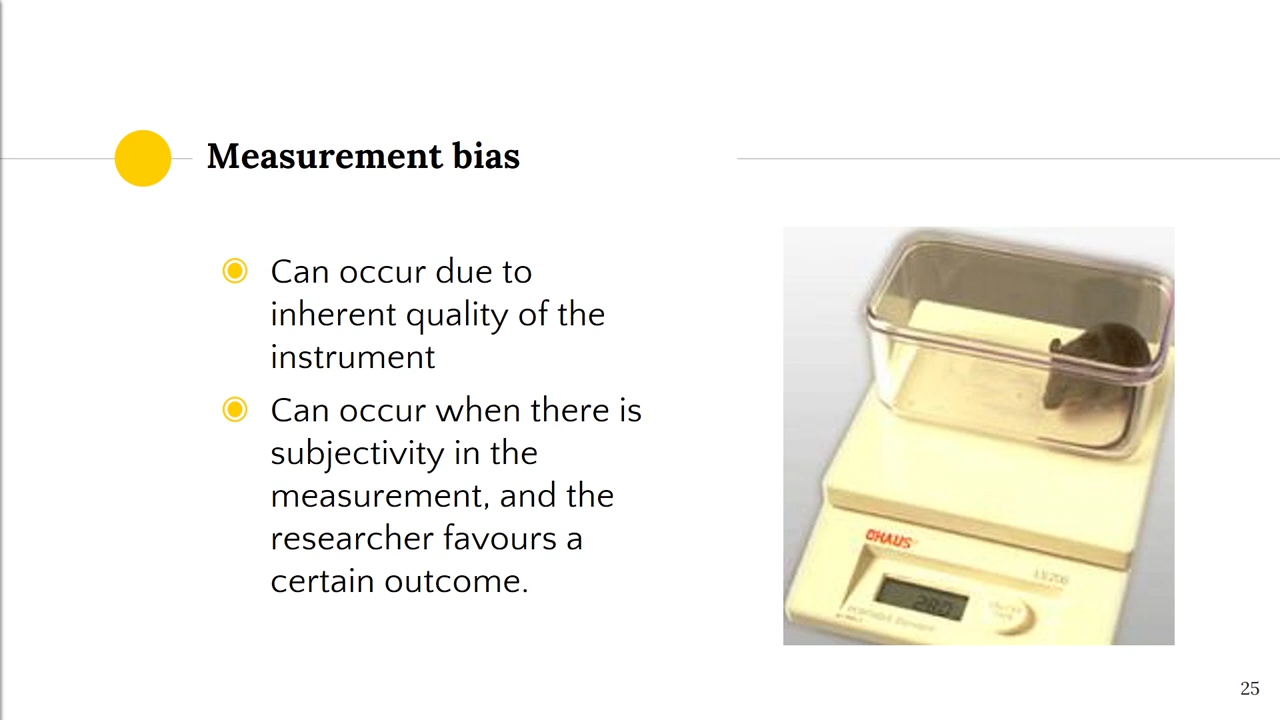 Measurement bias
Can occur due to
inherent quality of the
instrument
Can occur when there is
subjectivity in the
measurement, and the
researcher favours a
certain outcome.
OHAUS
25